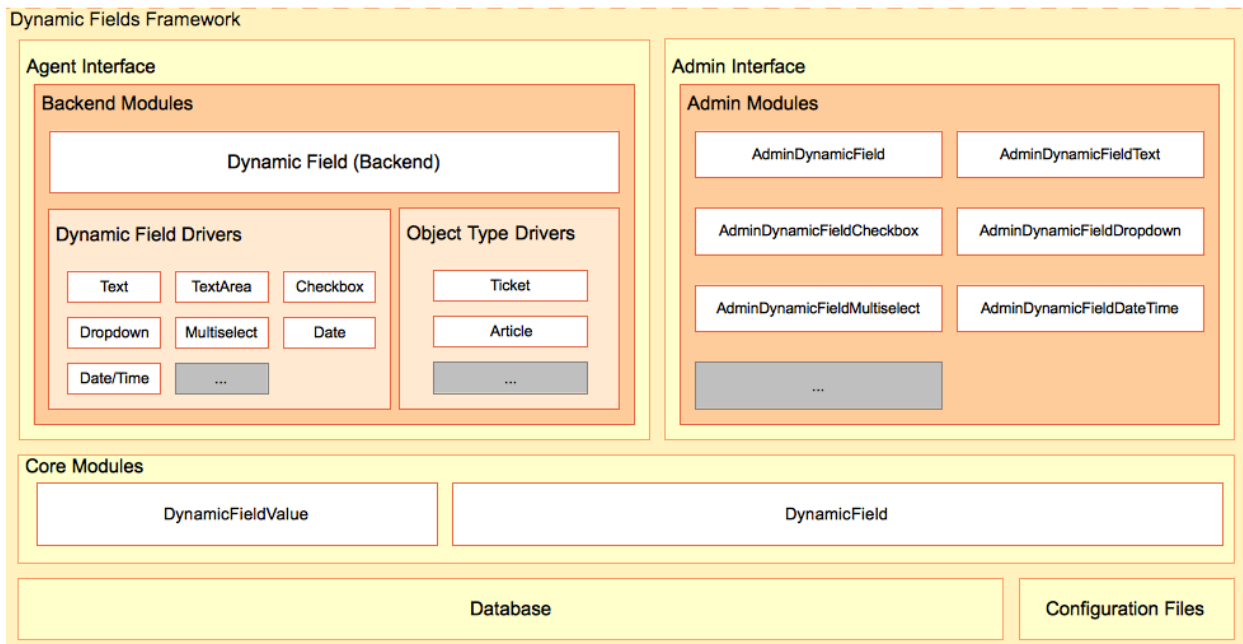 Dynamic Fields Framework
Agent Interface
Backend Modules
Dynamic Field (Backend)
Dynamic Field Drivers
Text
TextArea
Checkbox
Dropdown
Multiselect
Date
Date/Time
...
Object Type Drivers
Ticket
Article
...
Admin Interface
Admin Modules
AdminDynamicField
AdminDynamicFieldText
AdminDynamicFieldCheckbox
AdminDynamicFieldDropdown
AdminDynamicFieldMultiselect
AdminDynamicFieldDateTime
...
Core Modules
DynamicFieldValue
DynamicField
Database
Configuration Files